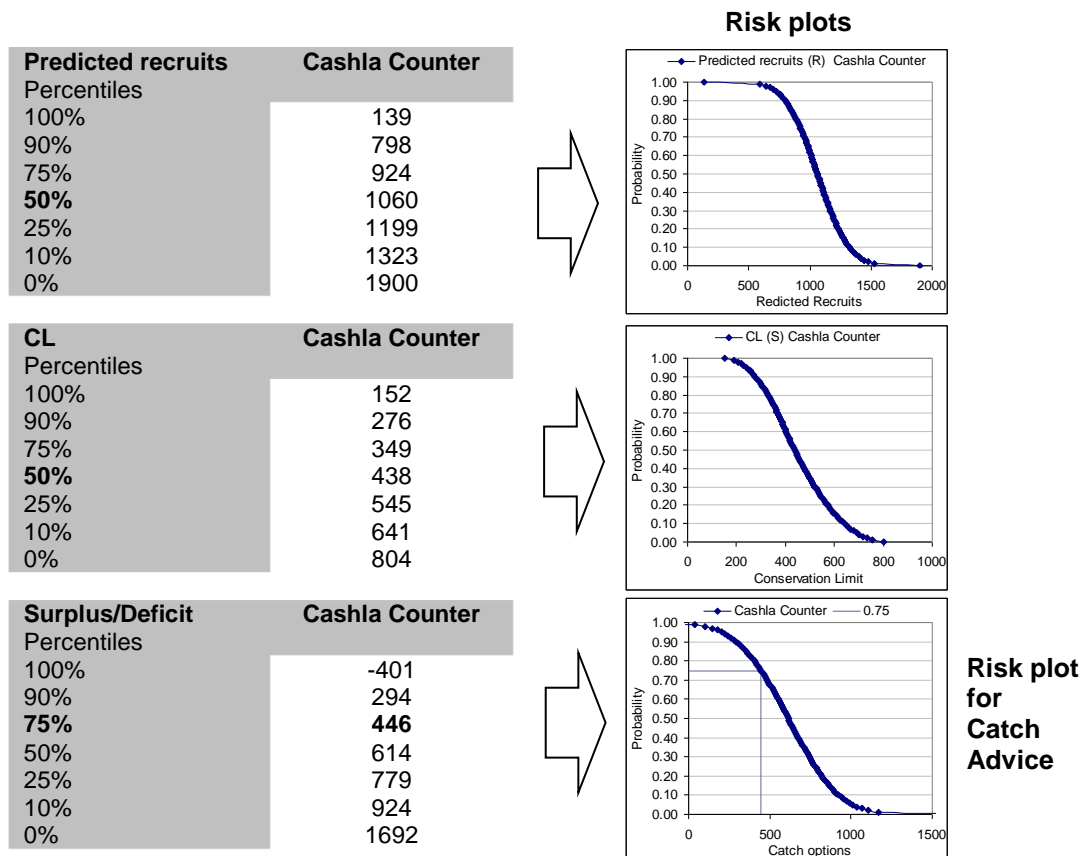 Risk plots
Predicted recruits Cashla Counter
Percentiles
100% 139
90% 798
75% 924
50% 1060
25% 1199
10% 1323
0% 1900
Predicted recruits (R) Cashla Counter
1.00
0.90
0.80
0.70
0.60
0.50
0.40
0.30
0.20
0.10
0.00
Probability
0 500 1000 1500 2000
Redicted Recruits
CL Cashla Counter
Percentiles
100% 152
90% 276
75% 349
50% 438
25% 545
10% 641
0% 804
CL (S) Cashla Counter
1.00
0.90
0.80
0.70
0.60
0.50
0.40
0.30
0.20
0.10
0.00
Probability
0 200 400 600 800 1000
Conservation Limit
Surplus/Deficit Cashla Counter
Percentiles
100% -401
90% 294
75% 446
50% 614
25% 779
10% 924
0% 1692
Cashla Counter 0.75
1.00
0.90
0.80
0.70
0.60
0.50
0.40
0.30
0.20
0.10
0.00
Probability
0 500 1000 1500
Catch options
Risk plot
for
Catch
Advice